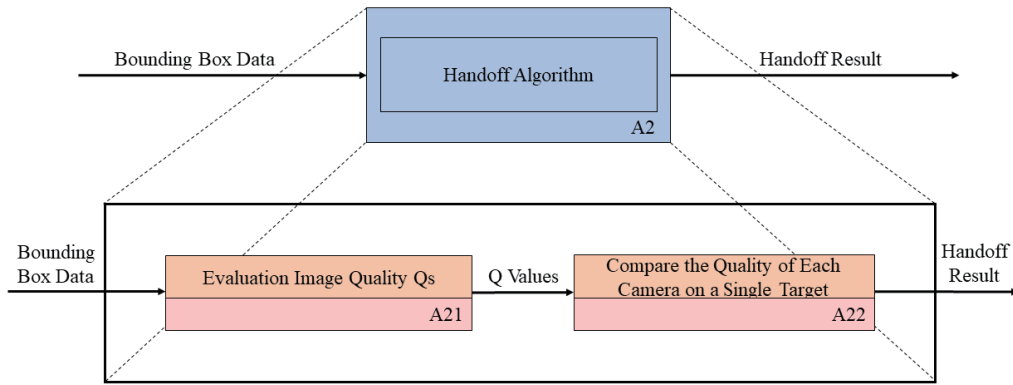 Bounding Box Data
Handoff Algorithm
Handoff Result
A2
Bounding
Box Data
Evaluation Image Quality Qs
A21
Q Values
Compare the Quality of Each
Camera on a Single Target
A22
Handoff
Result